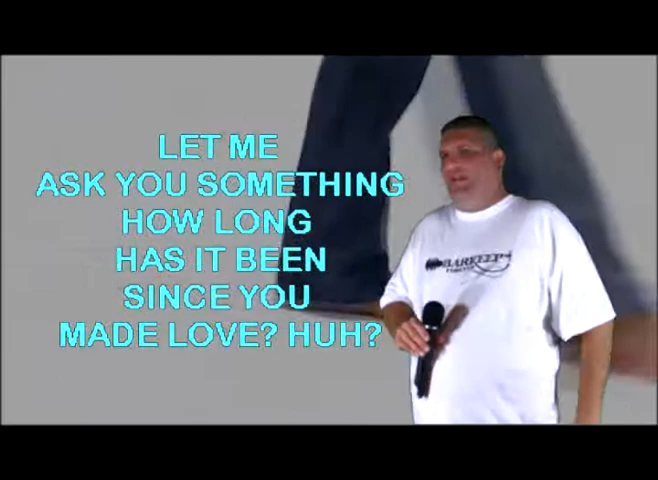 LET ME
ASK YOU SOMETHING
HOW LONG
HAS IT BEEN
SINCE YOU
MADE LOVE? HUH?